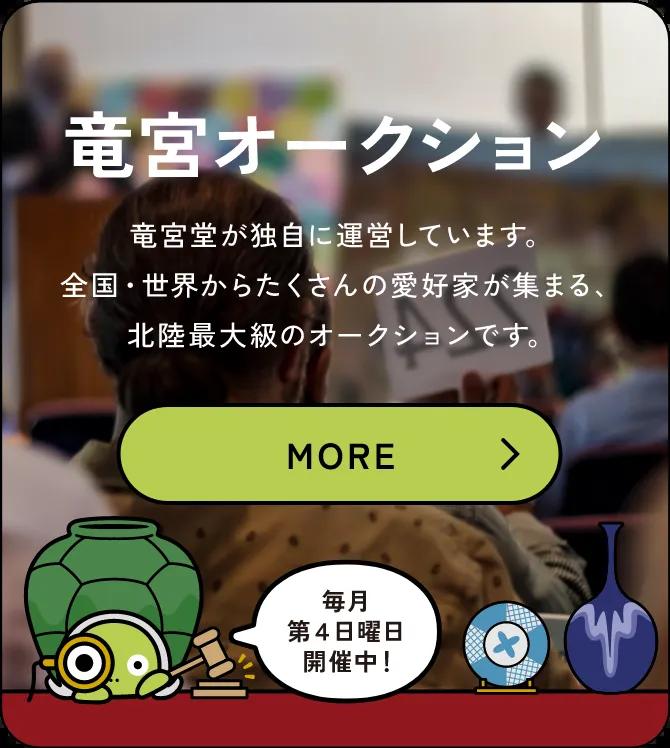 竜宮オークション
竜宮堂が独自に運営しています。
全国・世界からたくさんの愛好家が集まる、
北陸最大級のオークションです。
224
MORE
毎月
第4日曜日
開催中！